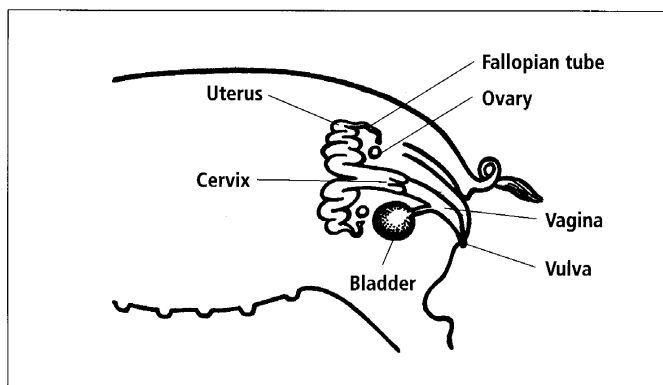 Fallopian tube
Uterus
Ovary
Cervix
Vagina
Vulva
Bladder